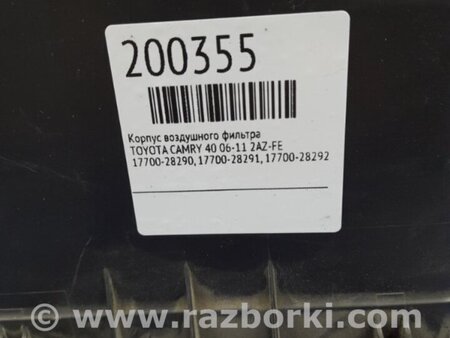 200355
Корпус воздушного фильтра
TOYOTA CAMRY 40 06-11 2AZ-FE
17700-28290, 17700-28291, 17700-28292
www.razborki.com